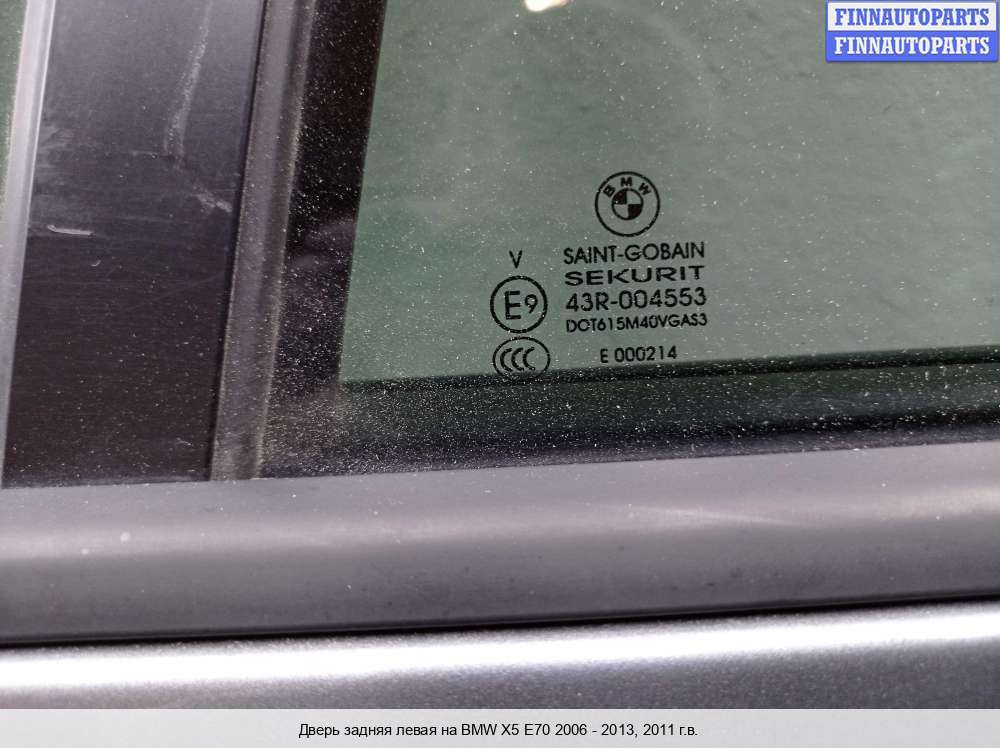 FINNAUTOPARTS
FINNAUTOPARTS
BMW
V
SAINT-GOBAIN
SEKURIT
E9
43R-004553
DOT615M40VGAS3
CCC
E 000214
Дверь задняя левая на BMW X5 E70 2006 - 2013, 2011 г.в.